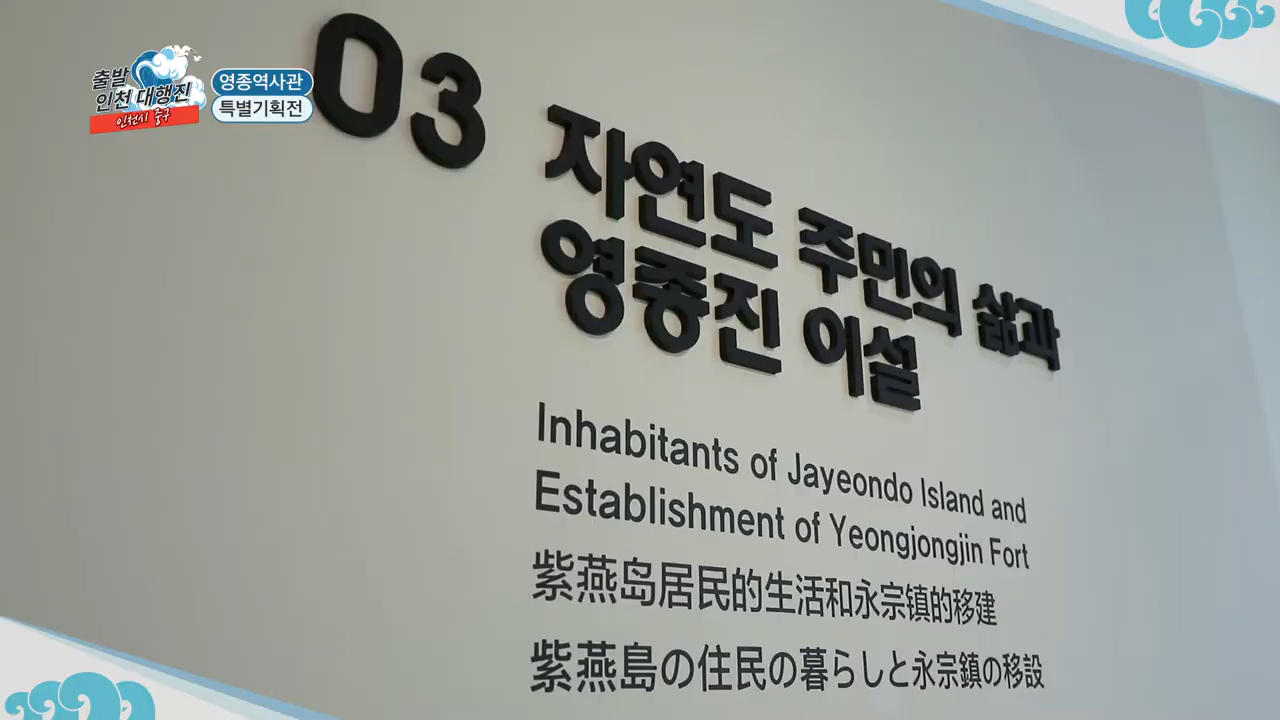 출발
인천 대행진
인천시 중구
영종역사관
특별기획전
03
자연도 주민의 삶과
영종진 이설
Inhabitants of Jayeondo Island and
Establishment of Yeongjongjin Fort
紫燕岛居民的生活和永宗镇的移建
紫燕島の住民の暮らしと永宗鎮の移設